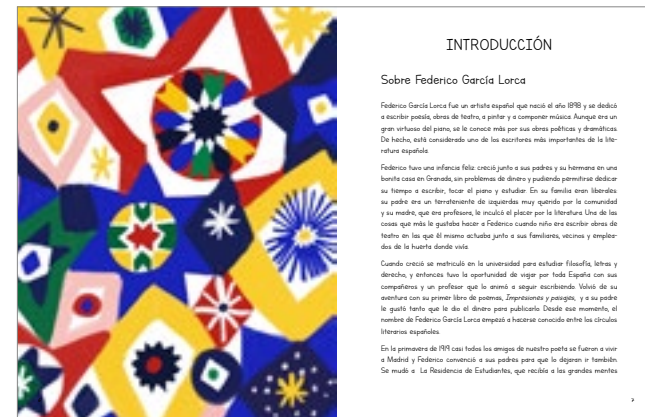 INTRODUCCIÓN
Sobre Federico García Lorca
Federico García Lorca fue un artista español que nació el año 1898 y se dedicó
a escribir poesía, obras de teatro, a pintar y a componer música. Aunque era un
gran virtuoso del piano, se le conoce más por sus obras poéticas y dramáticas.
De hecho, está considerado uno de los escritores más importantes de la lite-
ratura española.
Federico tuvo una infancia feliz: creció junto a sus padres y su hermana en una
bonita casa en Granada, sin problemas de dinero y pudiendo permitirse dedicar
su tiempo a escribir, tocar el piano y estudiar. En su familia eran liberales:
su padre era un terrateniente de izquierdas muy querido por la comunidad
y su madre, que era profesora, le inculcó el placer por la literatura. Una de las
cosas que más le gustaba hacer a Federico cuando niño era escribir obras de
teatro en las que él mismo actuaba junto a sus familiares, vecinos y emplea-
dos de la huerta donde vivía.
Cuando creció se matriculó en la universidad para estudiar filosofía, letras y
derecho, y entonces tuvo la oportunidad de viajar por toda España con sus
compañeros y un profesor que lo animó a seguir escribiendo. Volvió de su
aventura con su primer libro de poemas, Impresiones y paisajes, y a su padre
le gustó tanto que le dio el dinero para publicarlo. Desde ese momento, el
nombre de Federico García Lorca empezó a hacerse conocido entre los círculos
literarios españoles.
En la primavera de 1919 casi todos los amigos de nuestro poeta se fueron a vivir
a Madrid y Federico convenció a sus padres para que lo dejaran ir también.
Se mudó a La Residencia de Estudiantes, que recibía a las grandes mentes
7